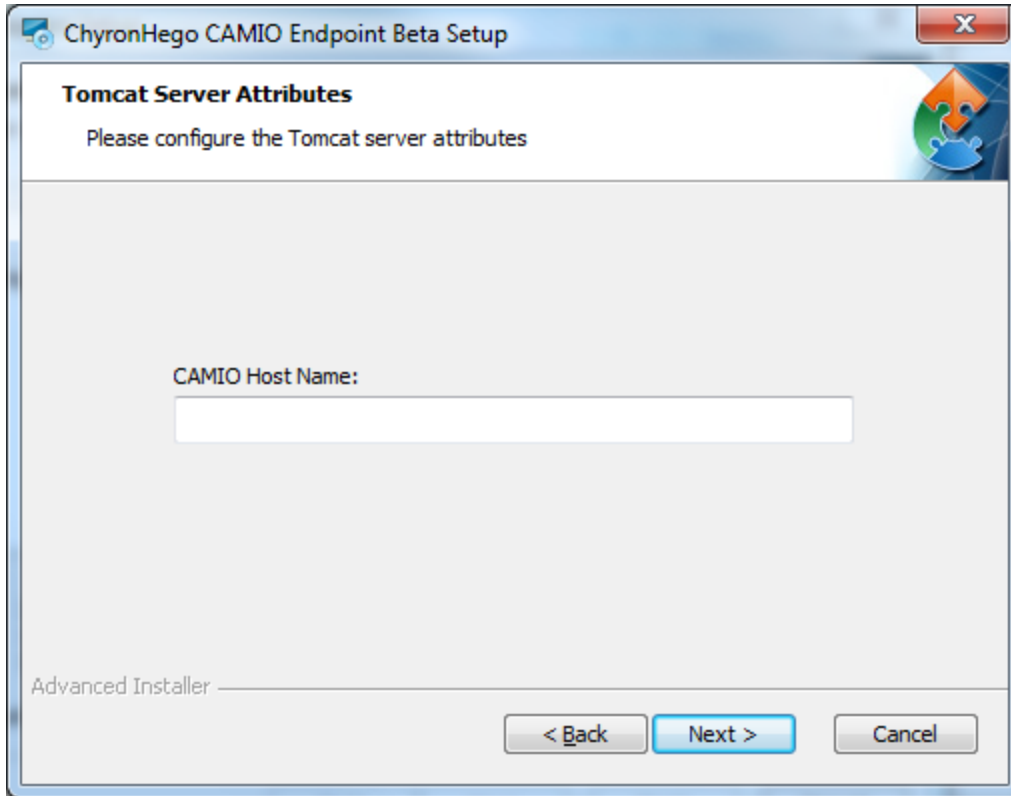 ChyronHego CAMIO Endpoint Beta Setup
Tomcat Server Attributes
Please configure the Tomcat server attributes
CAMIO Host Name:
Advanced Installer
< Back
Next >
Cancel